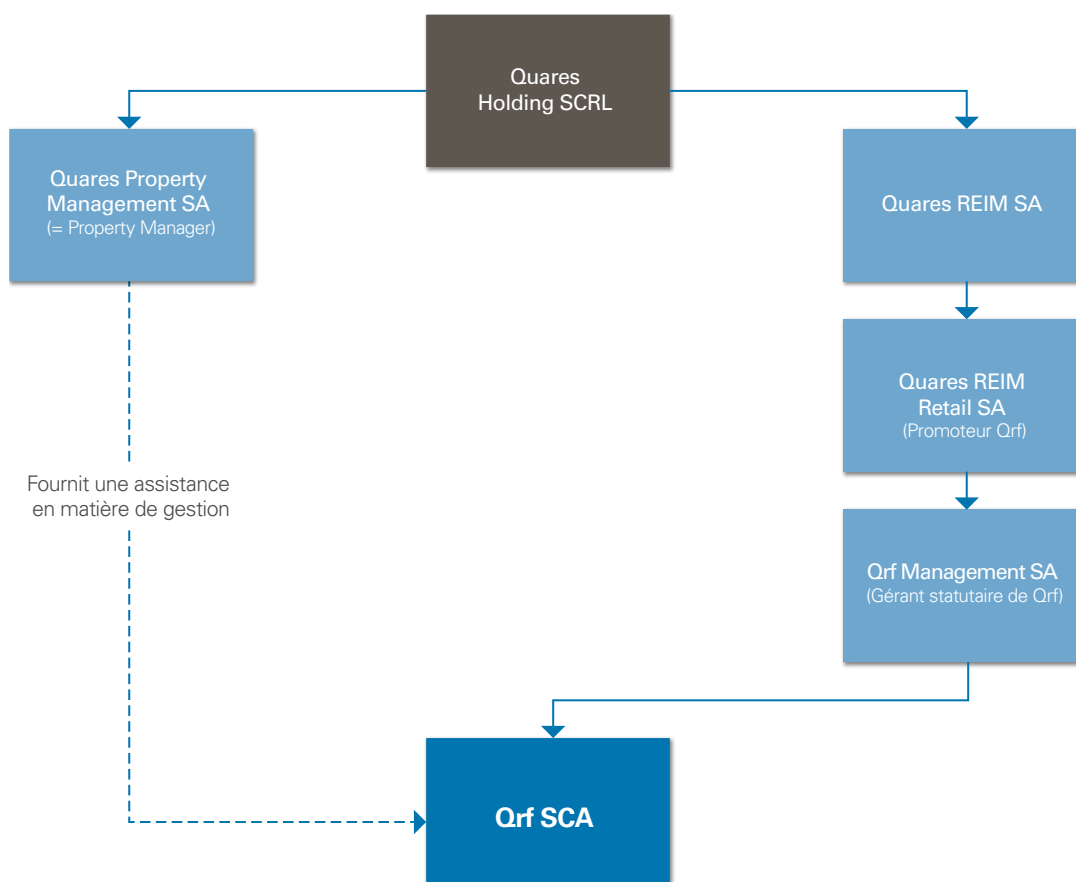 Quares
Holding SCRL
Quares Property
Management SA
(= Property Manager)
Quares REIM SA
Quares REIM
Retail SA
(Promoteur Qrf)
Fournit une assistance
en matière de gestion
Qrf Management SA
(Gérant statutaire de Qrf)
Qrf SCA